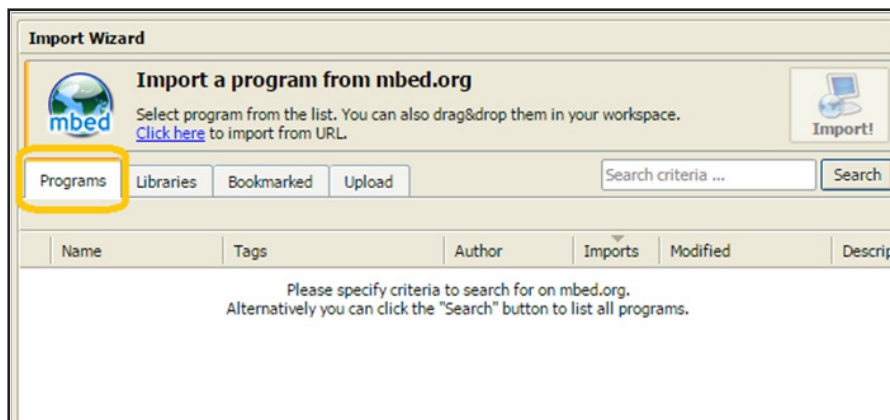 Import Wizard
Import a program from mbed.org
Select program from the list. You can also drag&drop them in your workspace.
Click here to import from URL.
mbed
Import!
Programs Libraries Bookmarked Upload Search criteria ... Search
Name Tags Author Imports Modified Descrip
Please specify criteria to search for on mbed.org.
Alternatively you can click the "Search" button to list all programs.